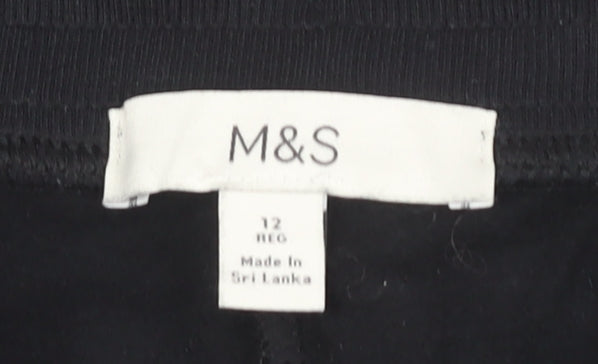 M&S
12
REG
Made In
Sri Lanka